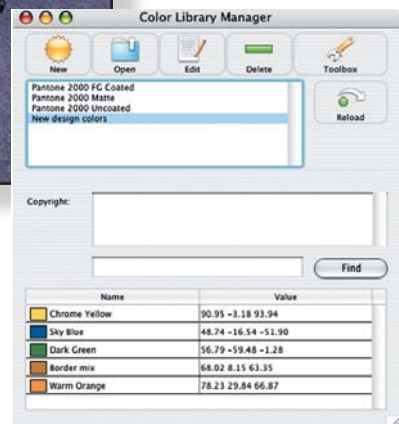 Color Library Manager
New Open Edit Delete Toolbox
Pantone 2000 FG Coated
Pantone 2000 Matte
Pantone 2000 Uncoated
New design colors
Reload
Copyright:
Find
Name Value
Chrome Yellow 90.95 -3.18 93.94
Sky Blue 48.74 -16.54 -51.90
Dark Green 56.79 -59.48 -1.28
Border mix 68.02 8.15 63.35
Warm Orange 78.23 29.84 66.87